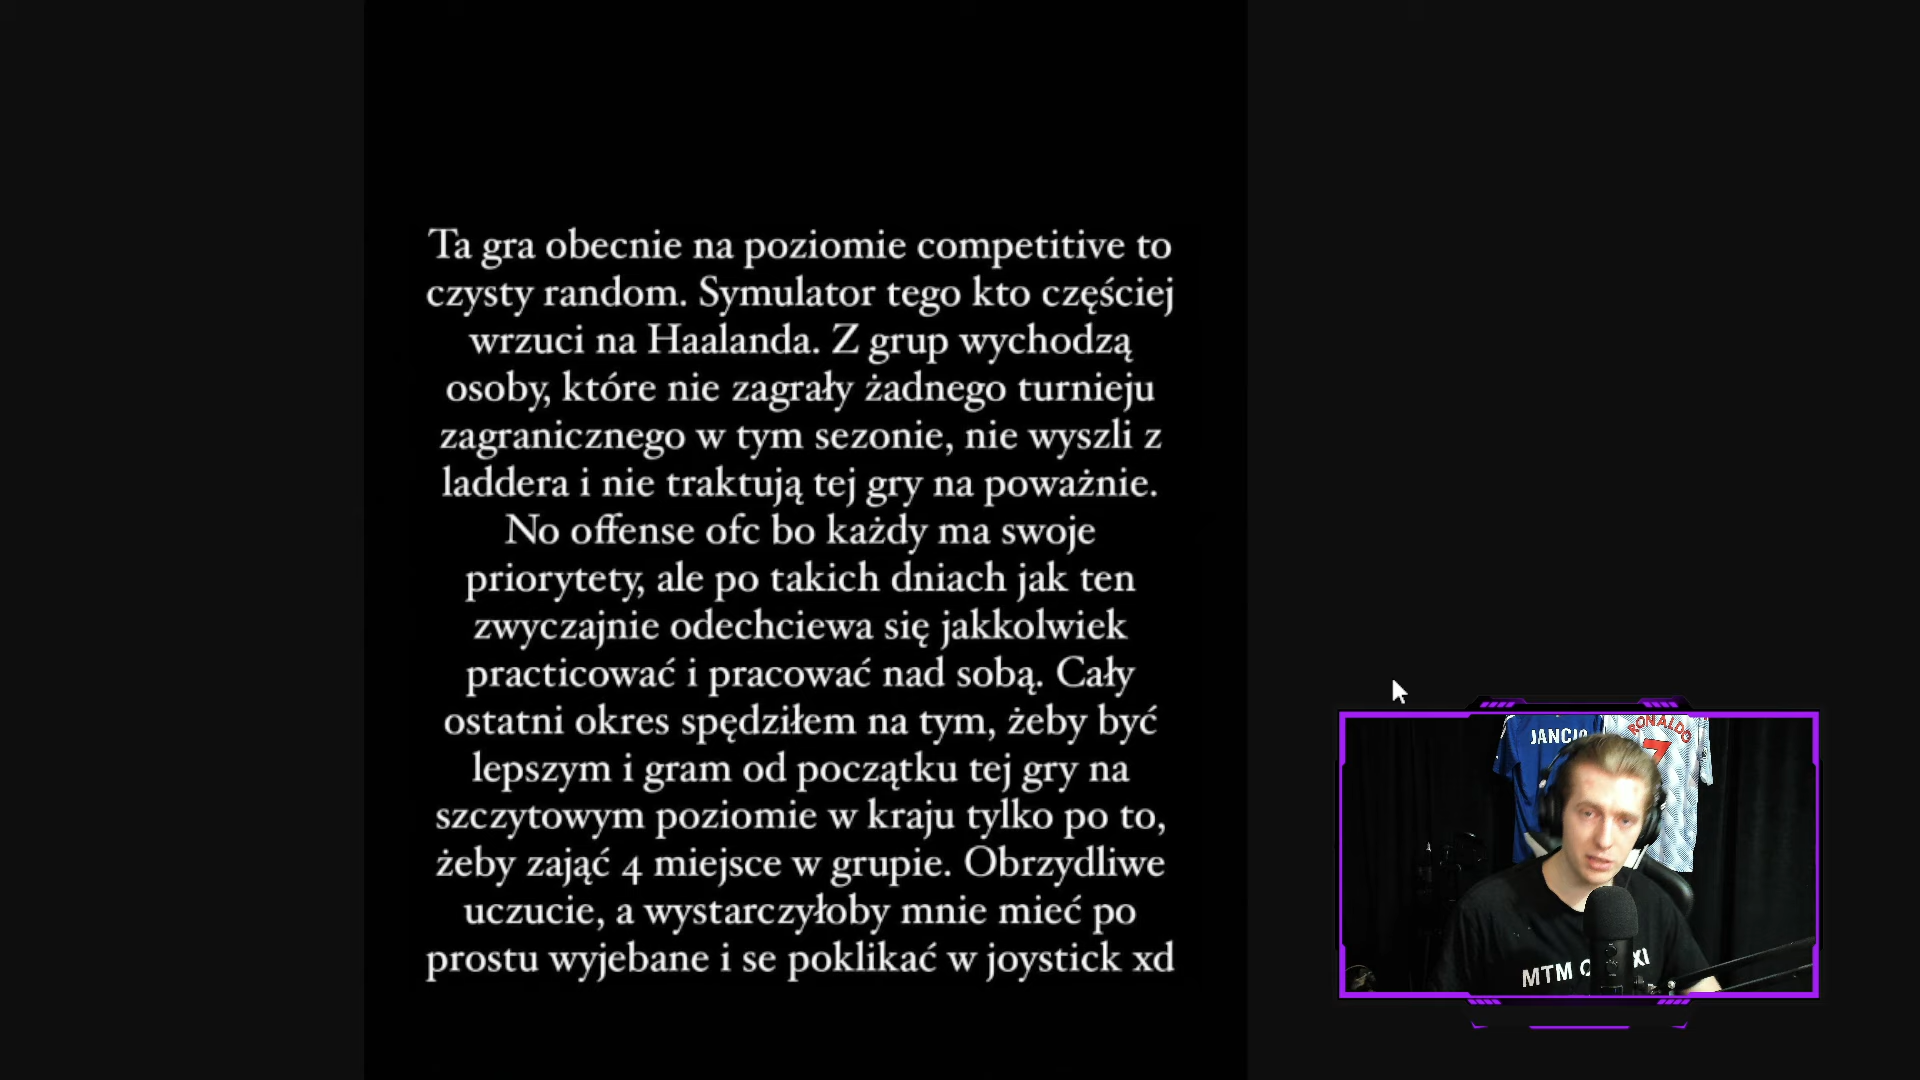 Ta gra obecnie na poziomie competitive to
czysty random. Symulator tego kto częściej
wrzuci na Haalanda. Z grup wychodzą
osoby, które nie zagrały żadnego turnieju
zagranicznego w tym sezonie, nie wyszli z
laddera i nie traktują tej gry na poważnie.
No offense ofc bo każdy ma swoje
priorytety, ale po takich dniach jak ten
zwyczajnie odechciewa się jakkolwiek
practicować i pracować nad sobą. Cały
ostatni okres spędziłem na tym, żeby być
lepszym i gram od początku tej gry na
szczytowym poziomie w kraju tylko po to,
żeby zająć 4 miejsce w grupie. Obrzydliwe
uczucie, a wystarczyłoby mnie mieć po
prostu wyjebane i se poklikać w joystick xd
RONALDO
7
MTM